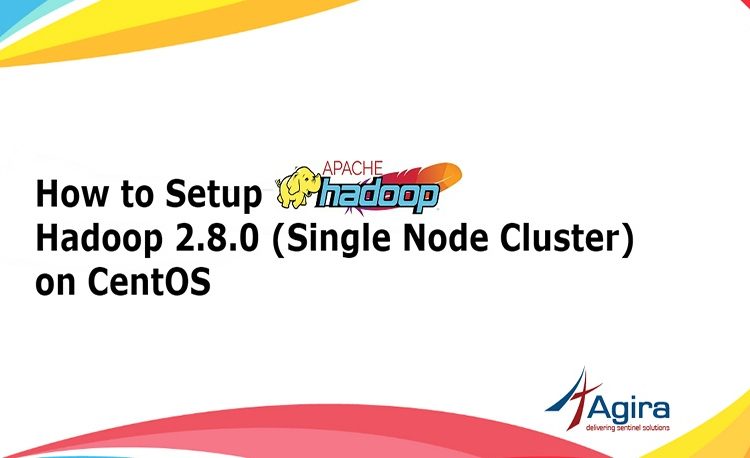 APACHE
How to Setup hadoop
Hadoop 2.8.0 (Single Node Cluster)
on CentOS
Agira
delivering sentinel solutions